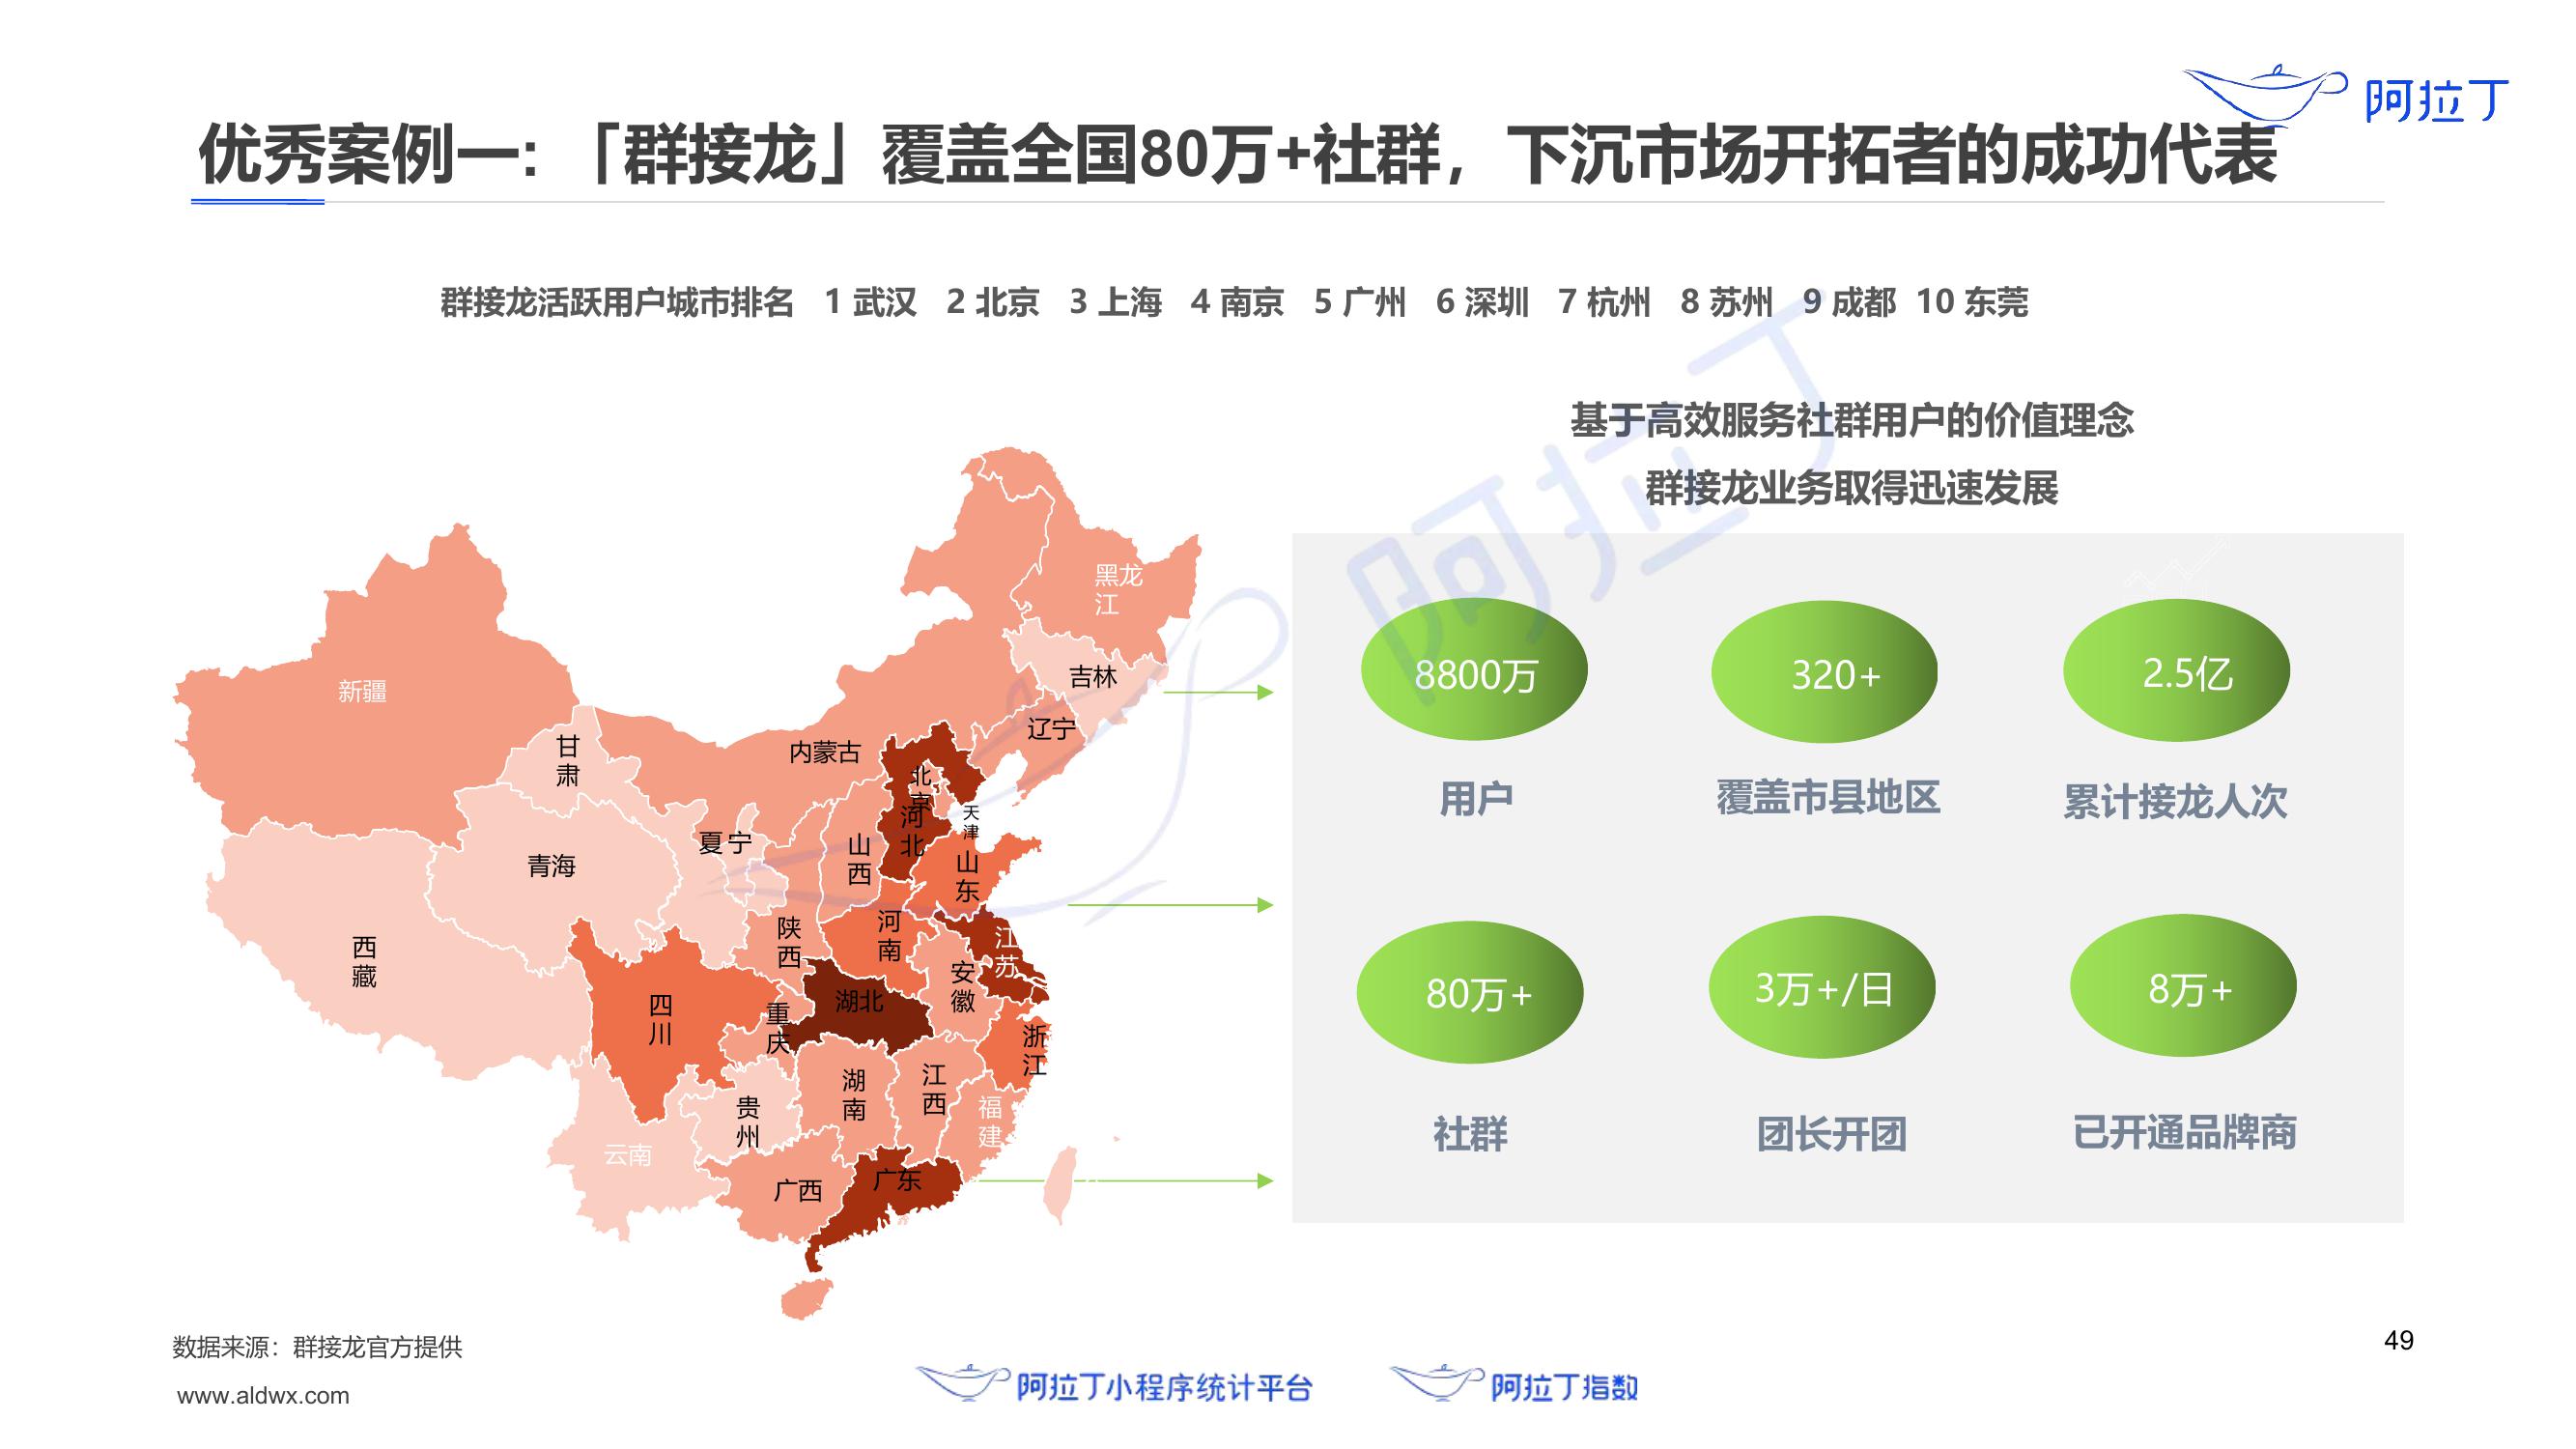 阿拉丁
优秀案例一:「群接龙」覆盖全国80万+社群，下沉市场开拓者的成功代表
群接龙活跃用户城市排名 1 武汉 2 北京 3 上海 4 南京 5 广州 6 深圳 7 杭州 8 苏州 9 成都 10 东莞
基于高效服务社群用户的价值理念
群接龙业务取得迅速发展
阿拉丁
黑龙江
吉林
辽宁
新疆
甘肃
内蒙古
北京
天津
河北
夏宁
山西
山东
青海
陕西
河南
江苏
西藏
安徽
四川
重庆
湖北
浙江
湖南
江西
贵州
福建
云南
广西
广东
8800万
320+
2.5亿
用户
覆盖市县地区
累计接龙人次
80万+
3万+/日
8万+
社群
团长开团
已开通品牌商
数据来源：群接龙官方提供
49
www.aldwx.com
阿拉丁小程序统计平台
阿拉丁指数